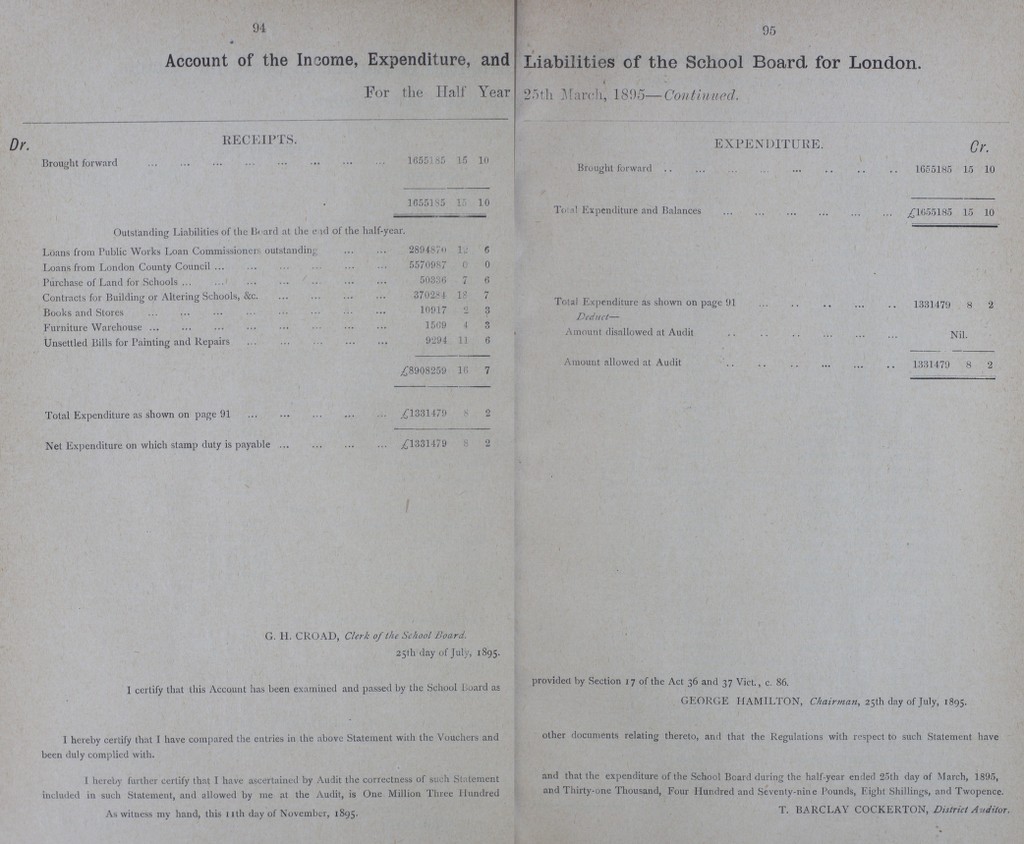 94
Account of the Income, Expenditure, and
For the Half Year
Dr.
RECEIPTS.
Brought forward ... ... ... ... ... ... ... ... 1655185 15 10
1655185 15 10
Outstanding Liabilities of the Board at the end of the half-year.
Loans from Public Works Loan Commissioners outstanding ... ... 2894870 12 6
Loans from London County Council ... ... ... ... ... ... 5570987 0 0
Purchase of Land for Schools ... ... ... ... ... ... ... 50336 7 6
Contracts for Building or Altering Schools, &c. ... ... ... ... 370284 18 7
Books and Stores ... ... ... ... ... ... ... ... 10917 2 3
Furniture Warehouse ... ... ... ... ... ... ... ... 1569 4 3
Unsettled Bills for Painting and Repairs ... ... ... ... ... 9294 11 6
£8908259 16 7
Total Expenditure as shown on page 91 ... ... ... ... ... £1331479 8 2
Net Expenditure on which stamp duty is payable ... ... ... ... £1331479 8 2
G. H. CROAD, Clerk of the School Board.
25th day of July, 1895.
I certify that this Account has been examined and passed by the School Board as
I hereby certify that I have compared the entries in the above Statement with the Vouchers and
been duly complied with.
I hereby further certify that I have ascertained by Audit the correctness of such Statement
included in such Statement, and allowed by me at the Audit, is One Million Three Hundred
As witness my hand, this 11th day of November, 1895.
95
Liabilities of the School Board for London.
25th March, 1895—Continued.
EXPENDITURE.
Cr.
Brought forward .. ... ... ... ... .. .. .. 1655185 15 10
Total Expenditure and Balances ... ... ... ... ... ... £1655185 15 10
Total Expenditure as shown on page 91 ... .. .. ... .. 1331479 8 2
Deduct—
Amount disallowed at Audit .. .. .. ... ... ... Nil.
Amount allowed at Audit .. .. .. ... ... .. 1331479 8 2
provided by Section 17 of the Act 36 and 37 Vict., c. 86.
GEORGE HAMILTON, Chairman, 25th day of July, 1895.
other documents relating thereto, and that the Regulations with respect to such Statement have
and that the expenditure of the School Board during the half-year ended 25th day of March, 1895,
and Thirty-one Thousand, Four Hundred and Seventy-nine Pounds, Eight Shillings, and Twopence.
T. BARCLAY COCKERTON, District Auditor.